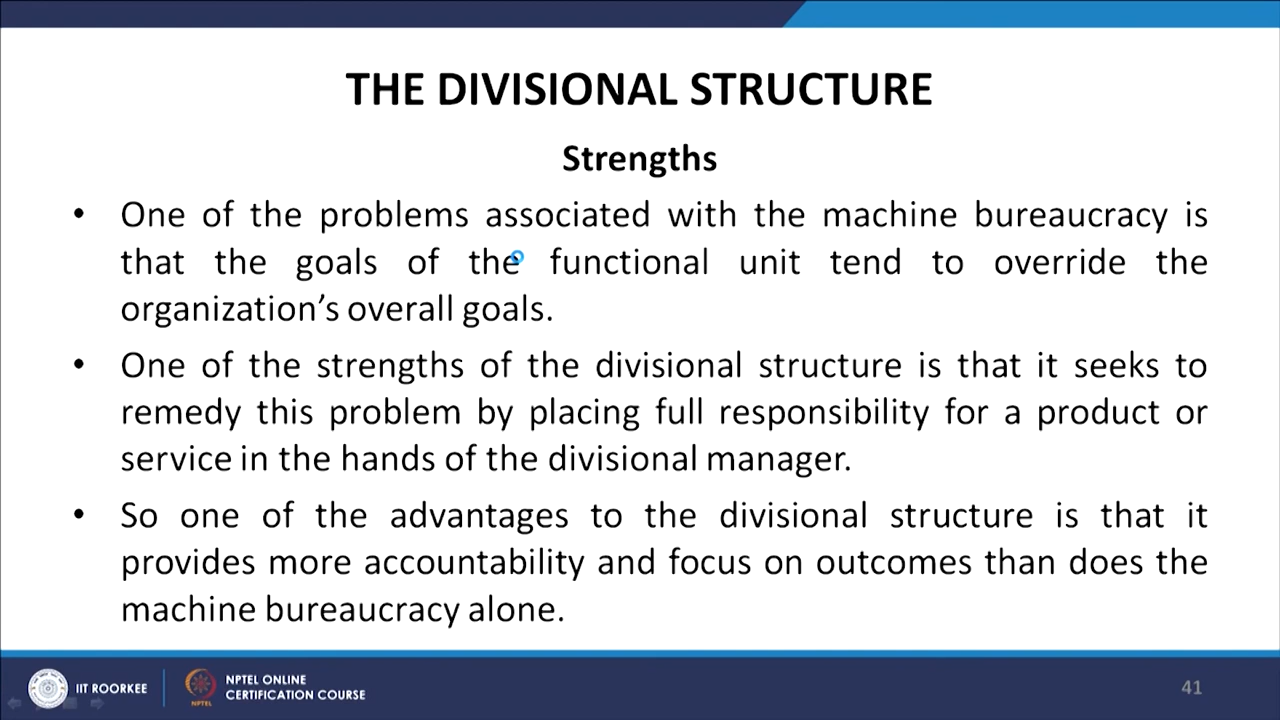 THE DIVISIONAL STRUCTURE
Strengths
• One of the problems associated with the machine bureaucracy is
that the goals of the functional unit tend to override the
organization’s overall goals.
• One of the strengths of the divisional structure is that it seeks to
remedy this problem by placing full responsibility for a product or
service in the hands of the divisional manager.
• So one of the advantages to the divisional structure is that it
provides more accountability and focus on outcomes than does the
machine bureaucracy alone.
IIT ROORKEE
NPTEL
NPTEL ONLINE
CERTIFICATION COURSE
41